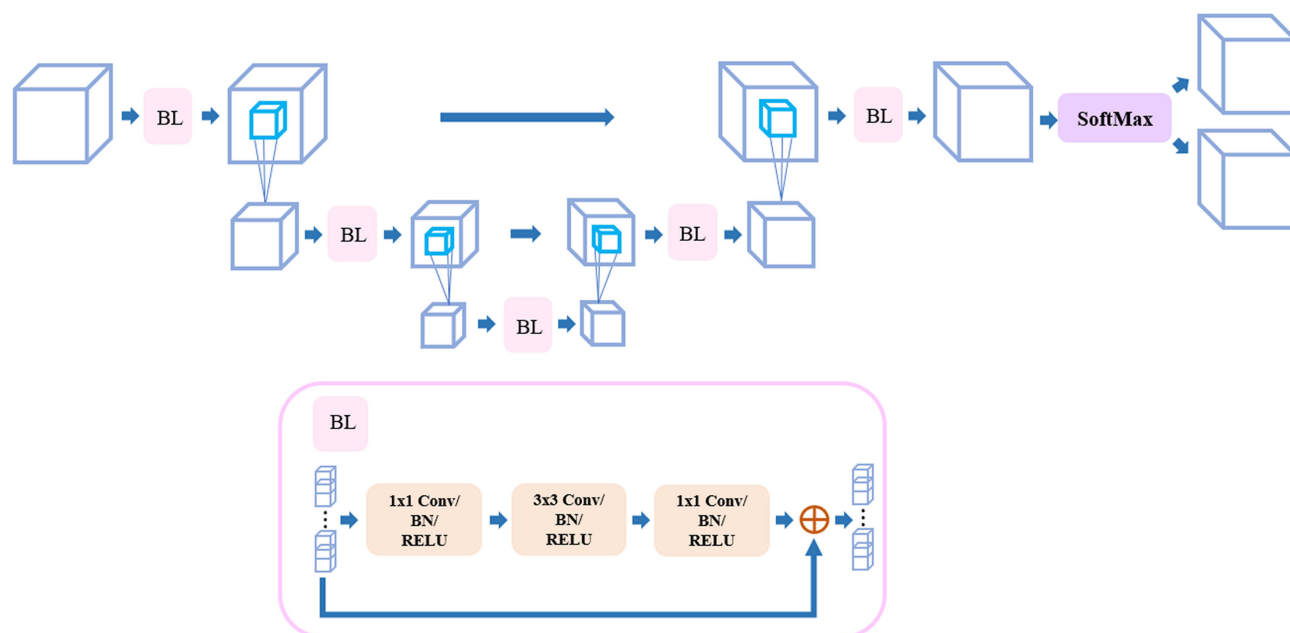 BL
BL
SoftMax
BL
BL
BL
BL
1x1 Conv/
BN/
RELU
3x3 Conv/
BN/
RELU
1x1 Conv/
BN/
RELU